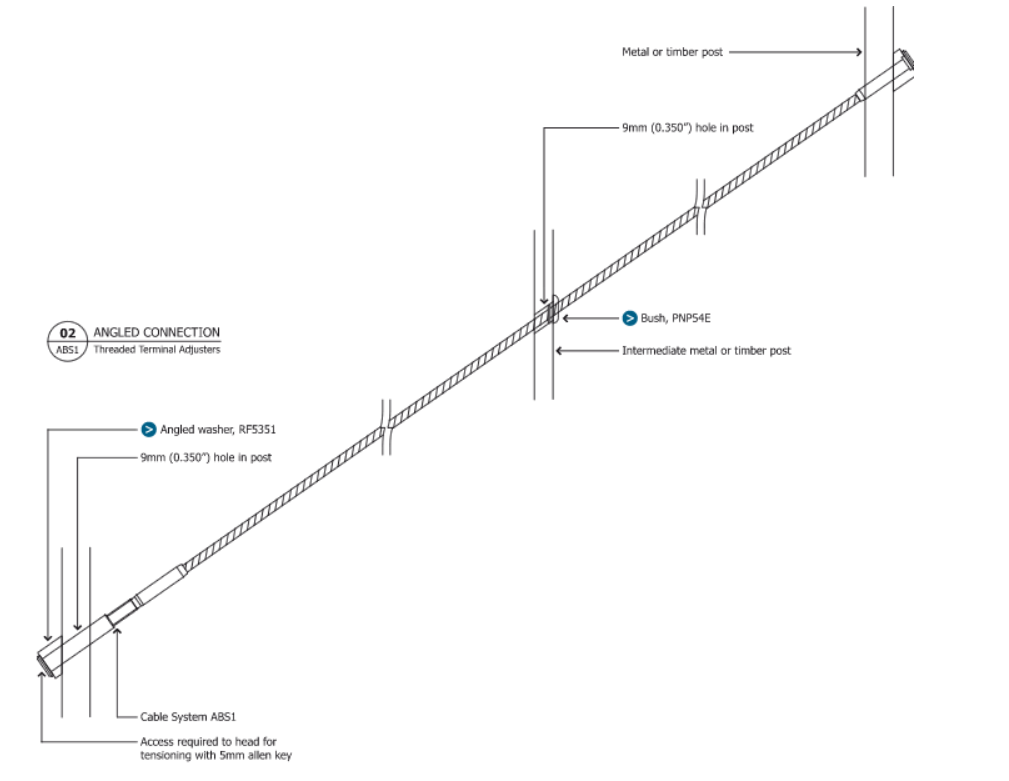 Metal or timber post
9mm (0.350") hole in post
Bush, PNP54E
Intermediate metal or timber post
02 ANGLED CONNECTION
ABS1 Threaded Terminal Adjusters
Angled washer, RF5351
9mm (0.350") hole in post
Cable System ABS1
Access required to head for
tensioning with 5mm allen key